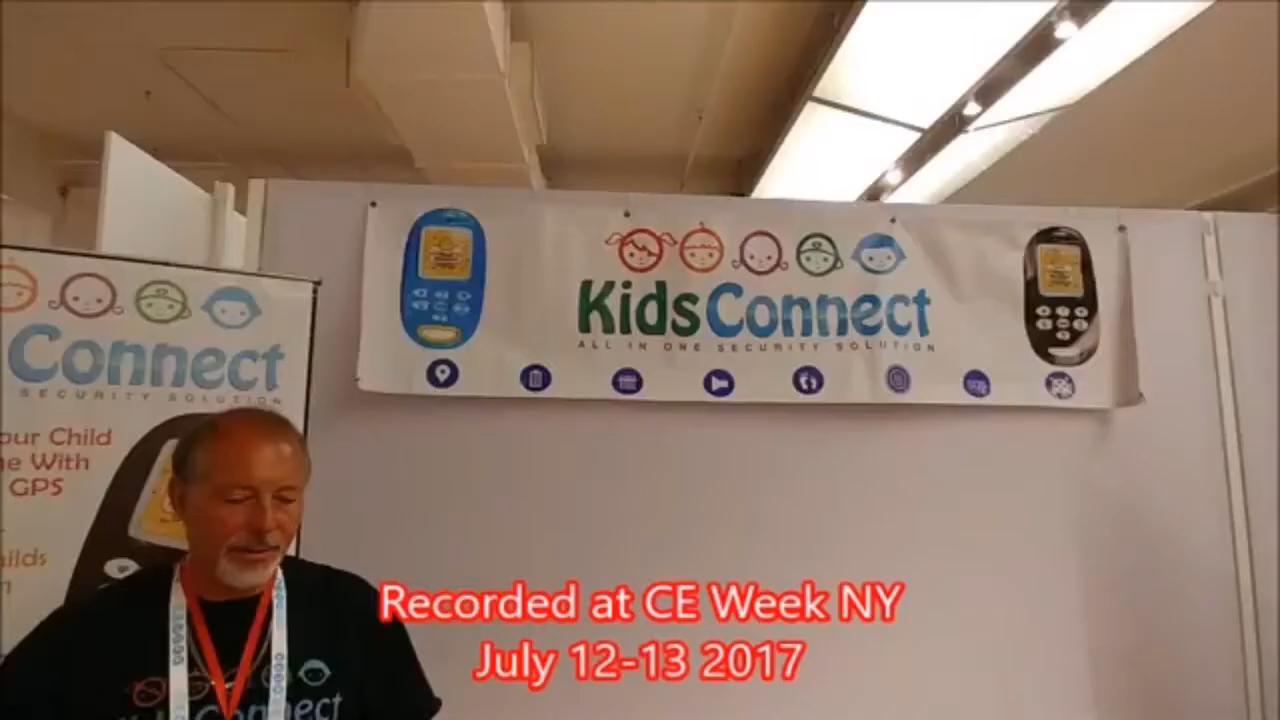 KidsConnect
ALL IN ONE SECURITY SOLUTION
Connect
SECURITY SOLUTION
our Child
e With
GPS
hilds
Recorded at CE Week NY
July 12-13 2017
Kids Connect